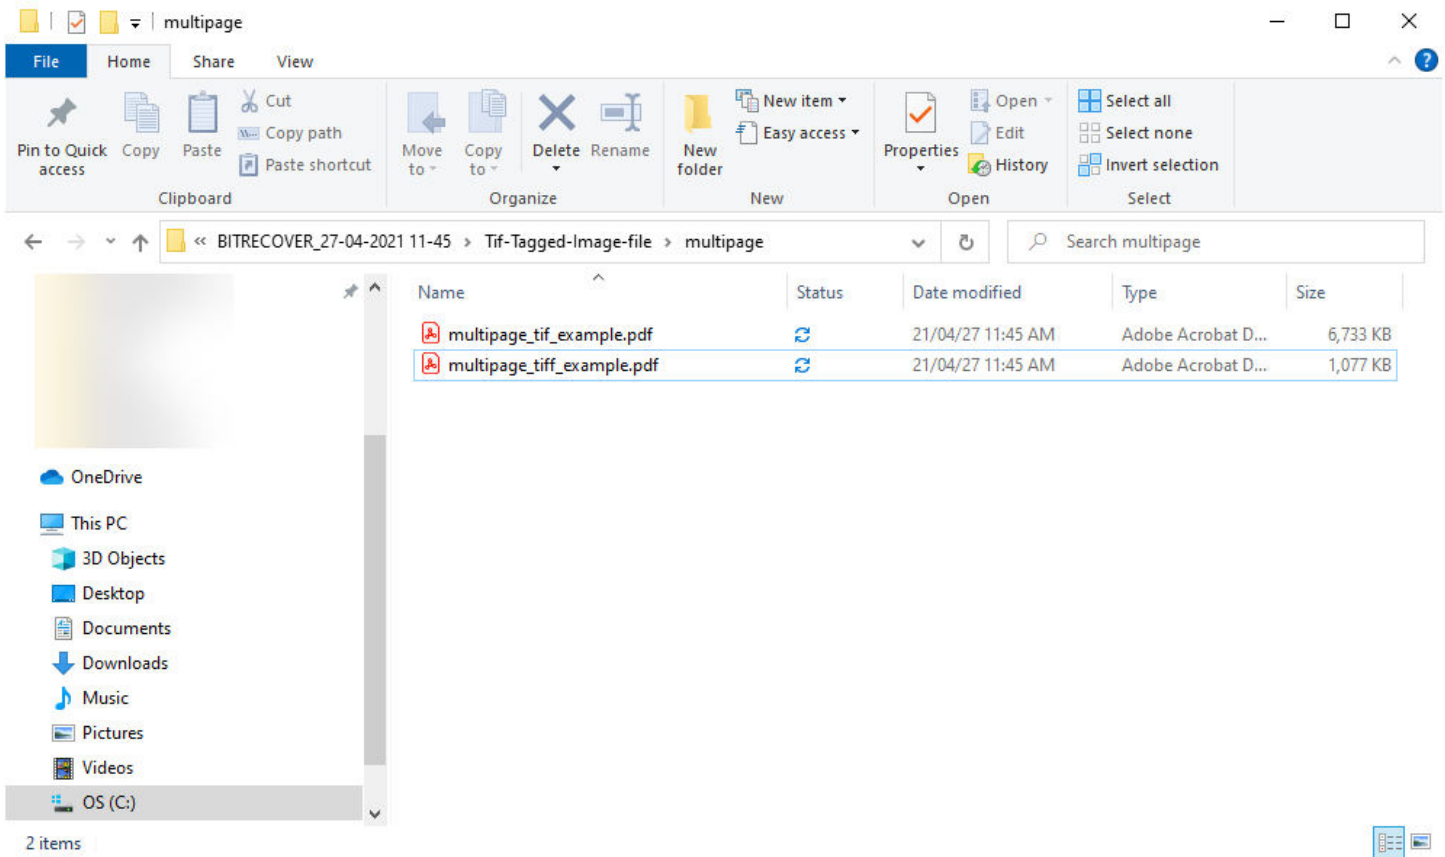 multipage
File Home Share View
Pin to Quick access
Copy
Paste
Cut
Copy path
Paste shortcut
Clipboard
Move to
Copy to
Delete
Rename
Organize
New folder
New item
Easy access
New
Properties
Open
Edit
History
Open
Select all
Select none
Invert selection
Select
« BITRECOVER_27-04-2021 11-45 > Tif-Tagged-Image-file > multipage
Search multipage
Name Status Date modified Type Size
multipage_tif_example.pdf 21/04/27 11:45 AM Adobe Acrobat D... 6,733 KB
multipage_tiff_example.pdf 21/04/27 11:45 AM Adobe Acrobat D... 1,077 KB
OneDrive
This PC
3D Objects
Desktop
Documents
Downloads
Music
Pictures
Videos
OS (C:)
2 items